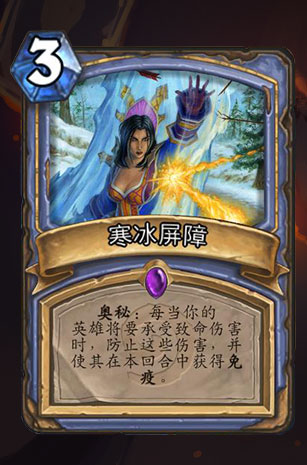 3
寒冰屏障
奥秘：每当你的
英雄将要承受致命伤害
时，防止这些伤害，并
使其在本回合中获得免
疫。